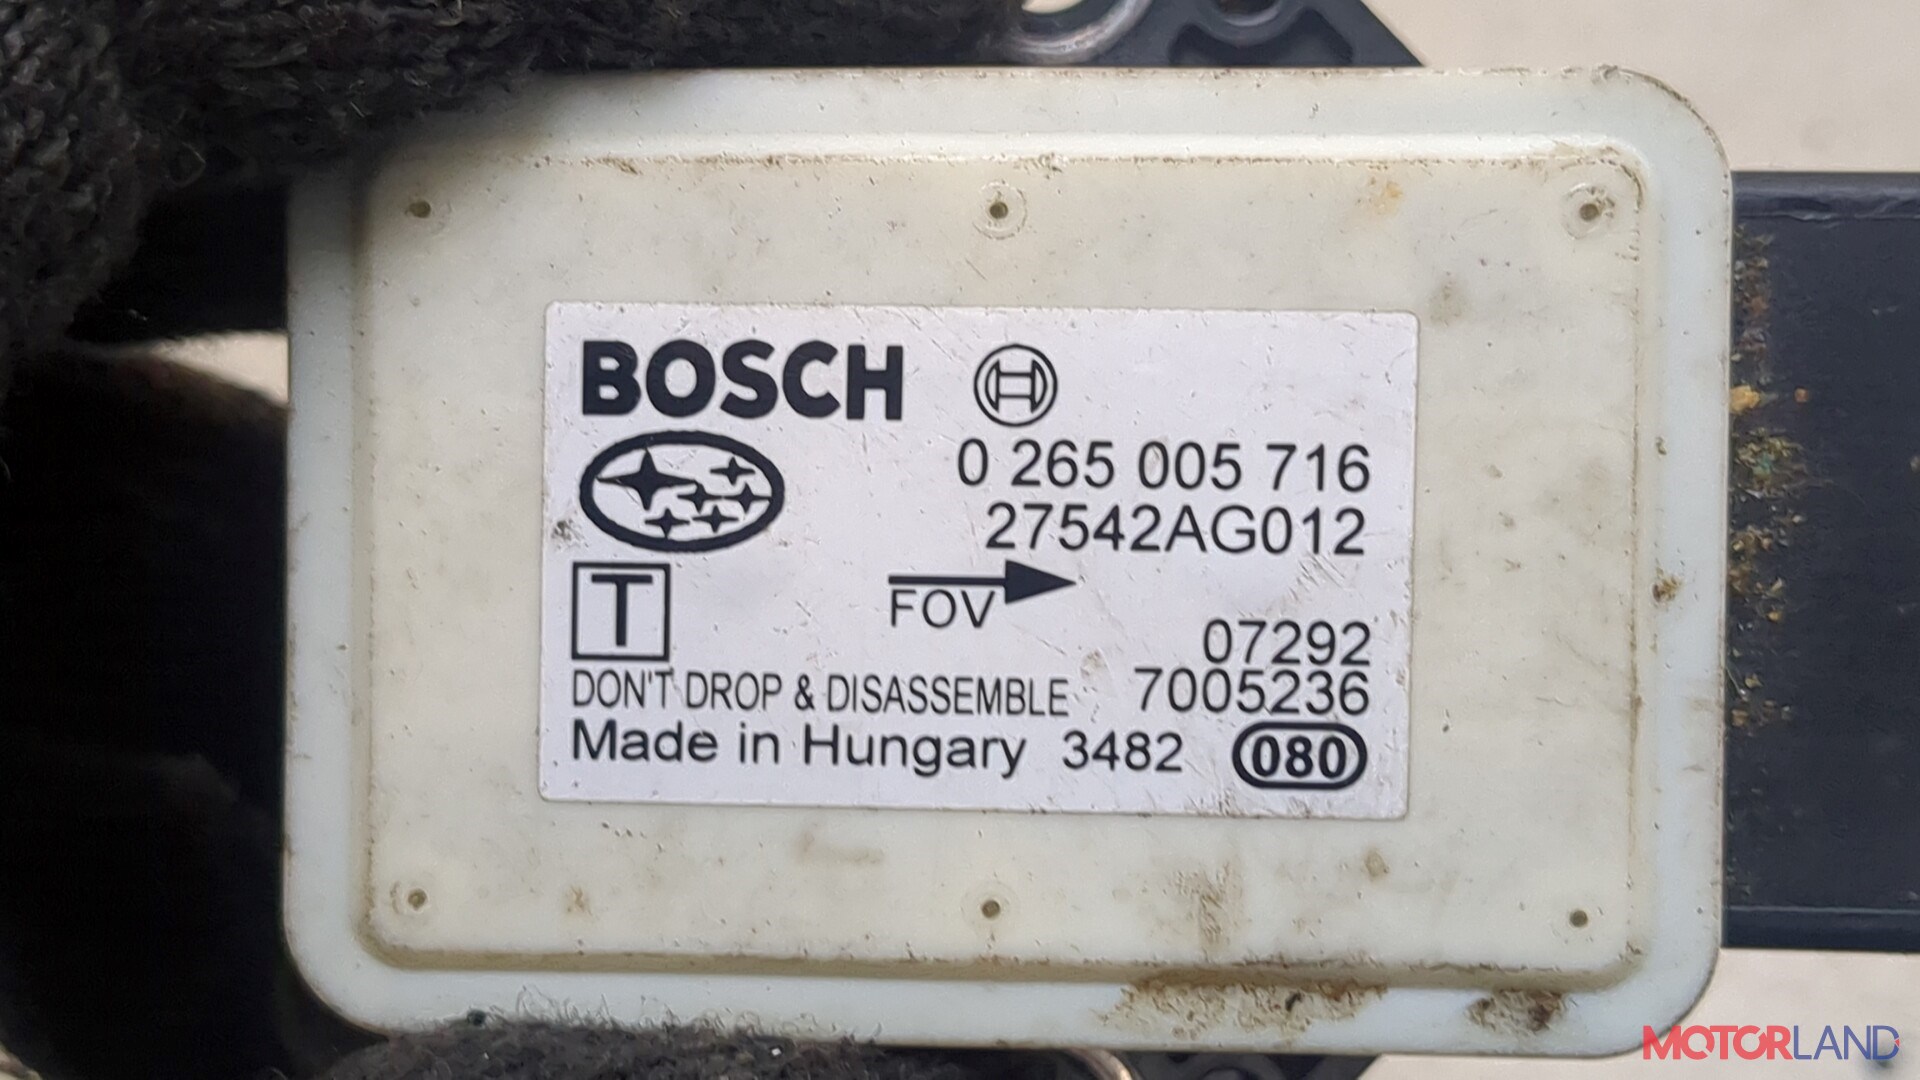 BOSCH
0 265 005 716
27542AG012
T
FOV
07292
DON'T DROP & DISASSEMBLE 7005236
Made in Hungary 3482 080
MOTORLAND